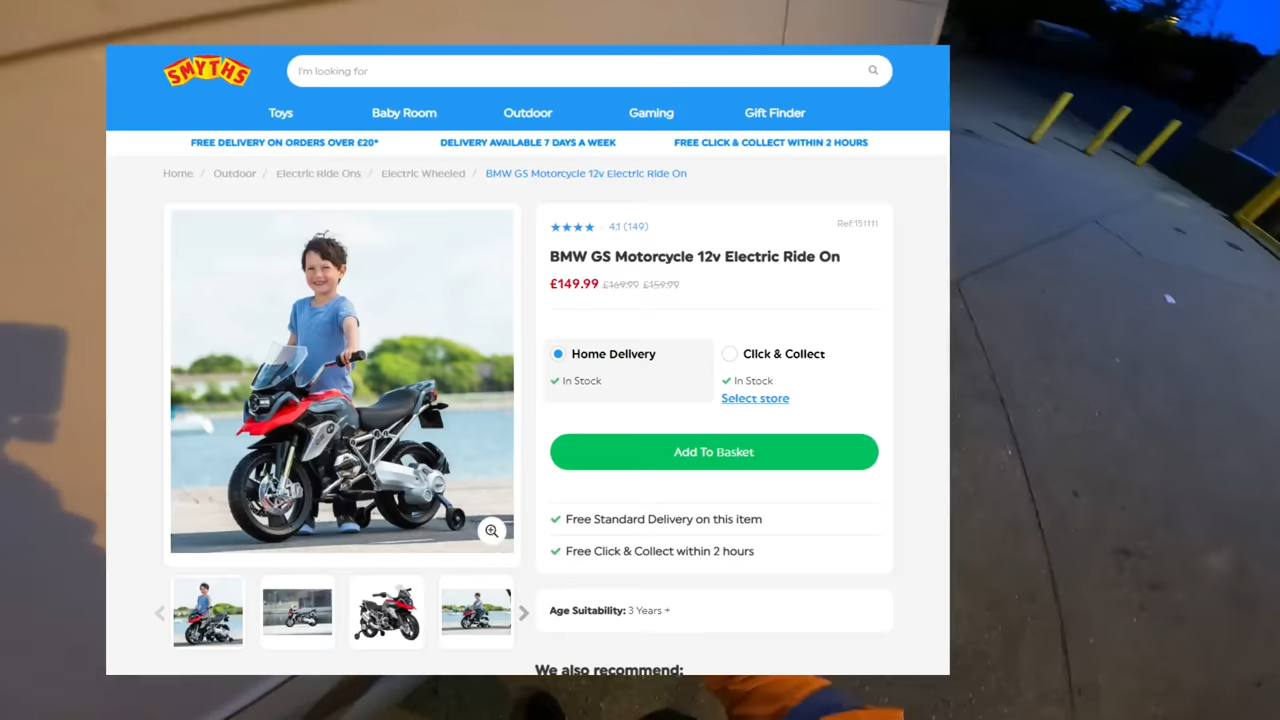 SMYTHS
I'm looking for
Toys
Baby Room
Outdoor
Gaming
Gift Finder
FREE DELIVERY ON ORDERS OVER £20*
DELIVERY AVAILABLE 7 DAYS A WEEK
FREE CLICK & COLLECT WITHIN 2 HOURS
Home / Outdoor / Electric Ride Ons / Electric Wheeled / BMW GS Motorcycle 12v Electric Ride On
4.1 (149)
Ref:151111
BMW GS Motorcycle 12v Electric Ride On
£149.99 £169.99 £159.99
Home Delivery
In Stock
Click & Collect
In Stock
Select store
Add To Basket
Free Standard Delivery on this item
Free Click & Collect within 2 hours
Age Suitability: 3 Years +
We also recommend: